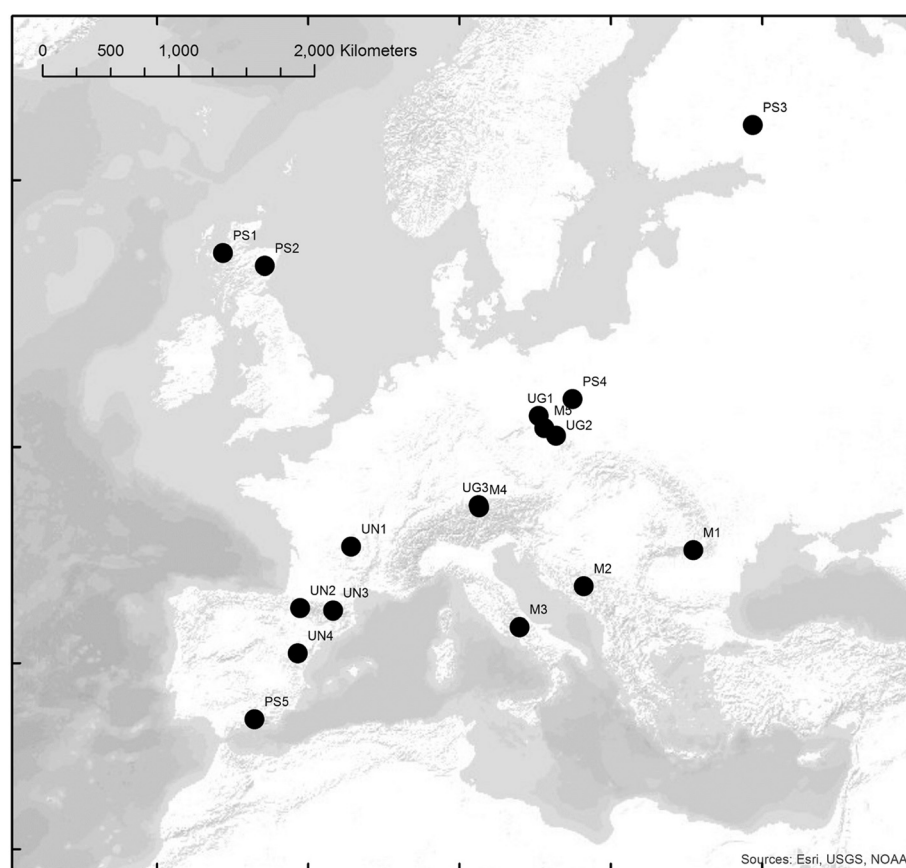 0 500 1,000 2,000 Kilometers
PS3
PS1
PS2
PS4
UG1
M5
UG2
UG3 M4
UN1
M1
M2
UN2 UN3
M3
UN4
PS5
Sources: Esri, USGS, NOAA